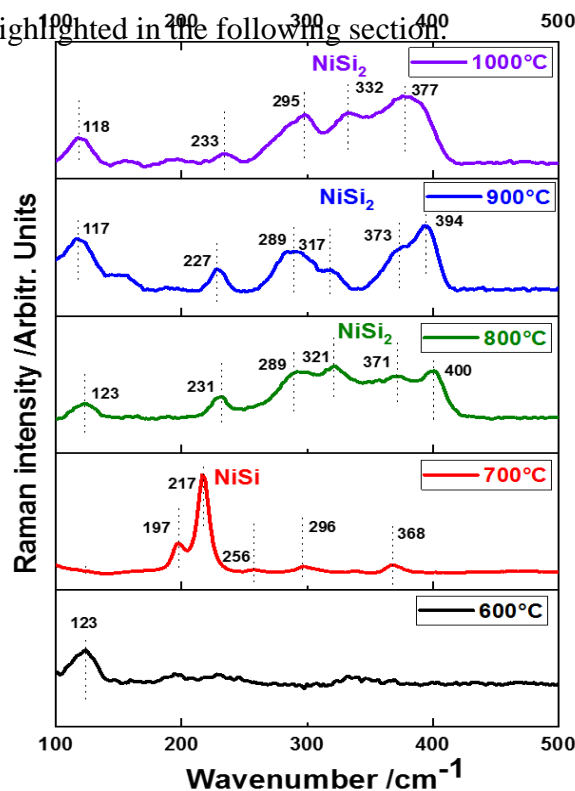 100 200 300 400 500
ighlighted in the following section.
NiSi2 1000°C
118 233 295 332 377
NiSi2 900°C
117 227 289 317 373 394
NiSi2 800°C
123 231 289 321 371 400
NiSi 700°C
197 217 256 296 368
600°C
123
100 200 300 400 500
Wavenumber /cm-1
Raman intensity /Arbitr. Units